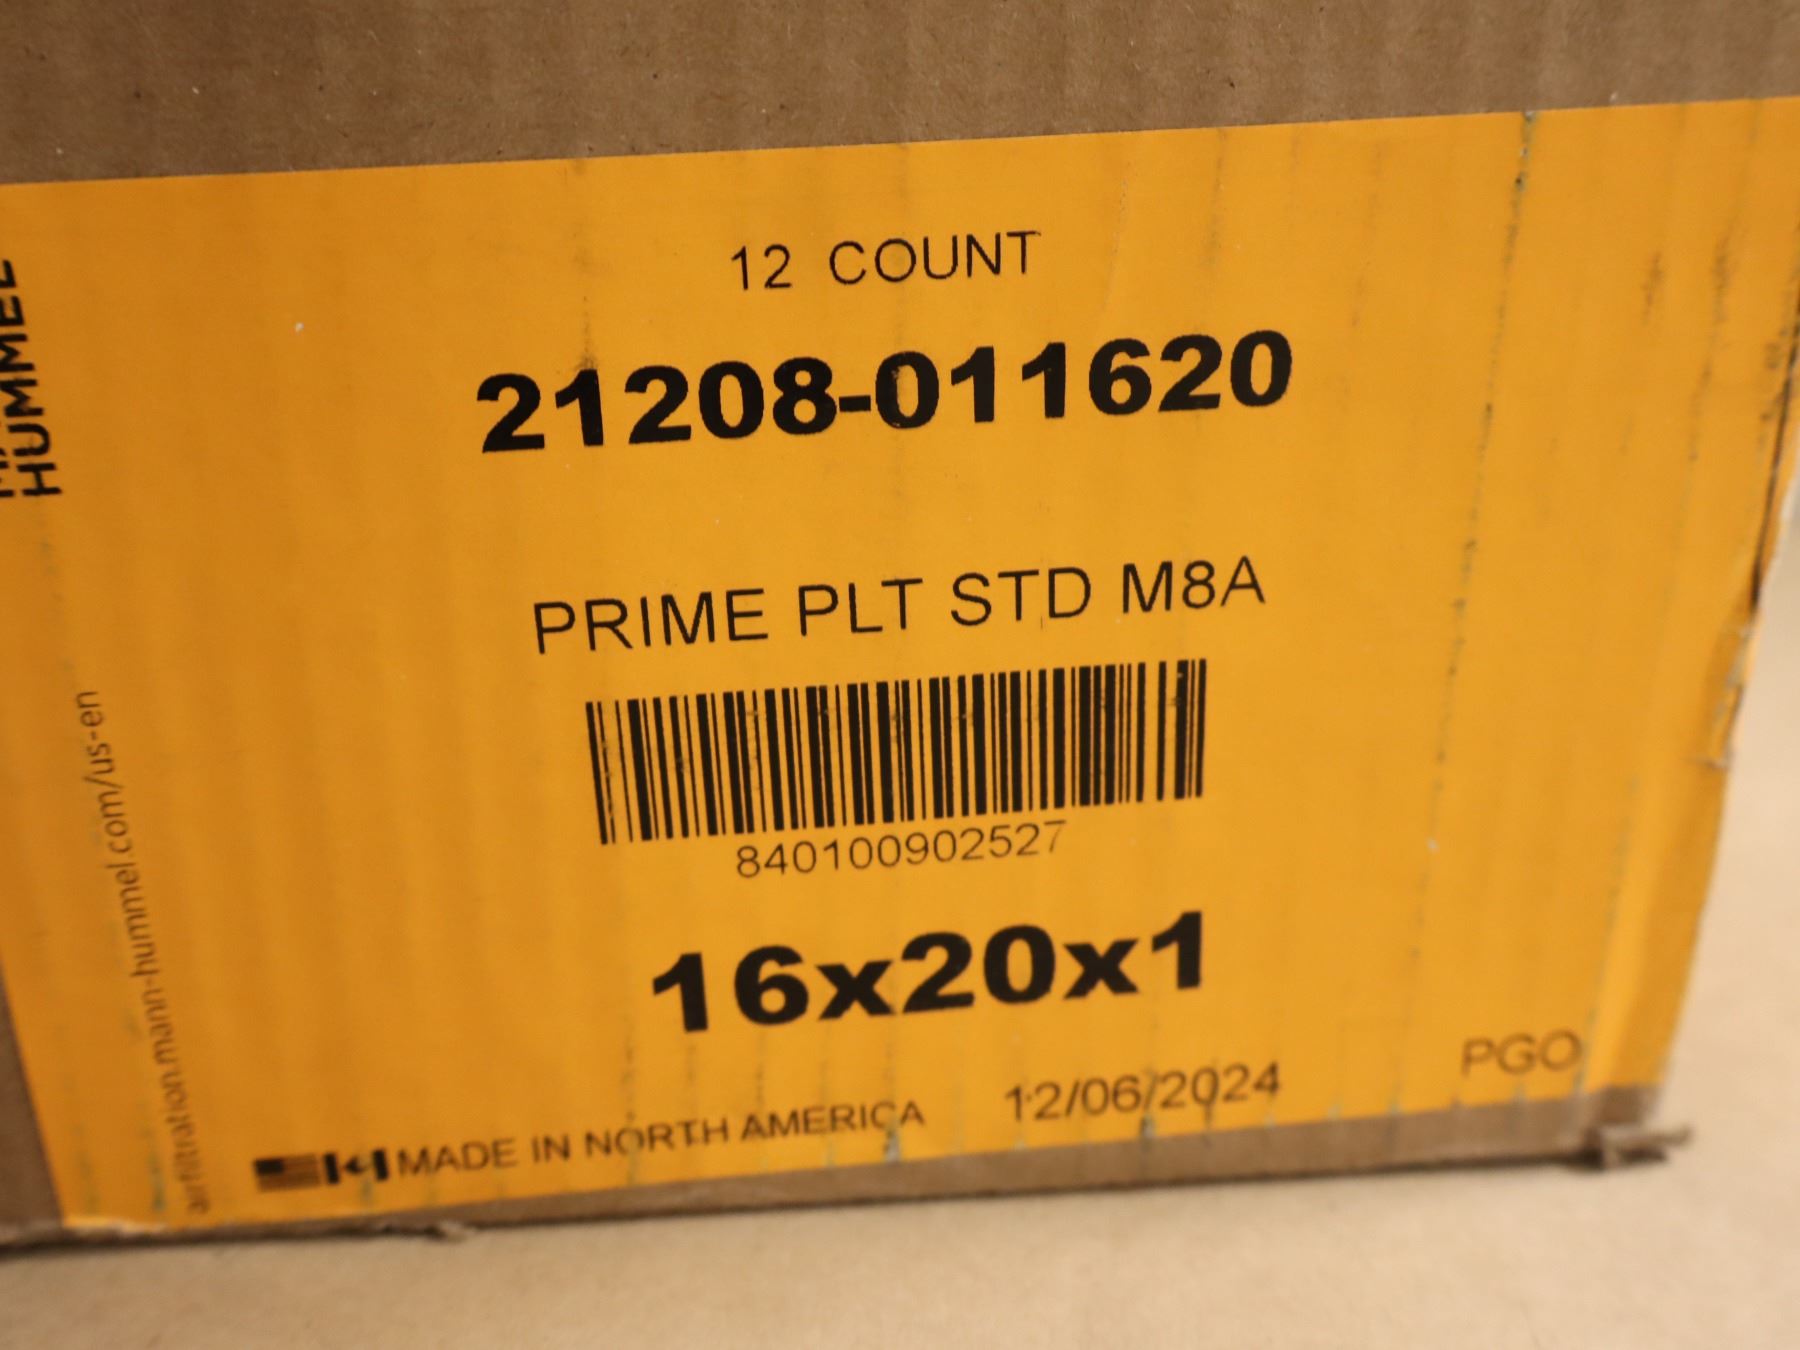 12 COUNT
21208-011620
PRIME PLT STD M8A
840100902527
16x20x1
MADE IN NORTH AMERICA 12/06/2024
PGO
HUMMEL
airfiltration.mann-hummel.com/us-en